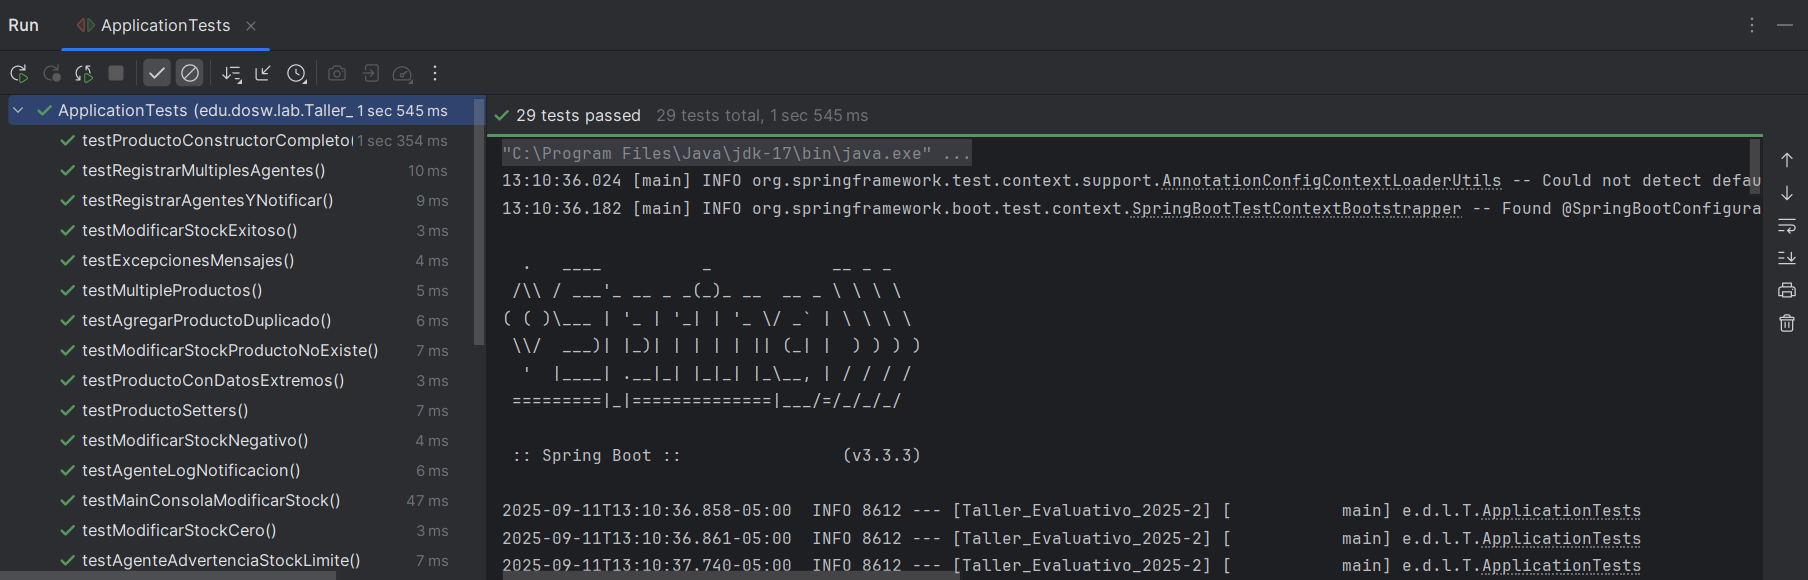 Run
ApplicationTests
ApplicationTests (edu.dosw.lab.Taller_ 1 sec 545 ms
testProductoConstructorCompleto( 1 sec 354 ms
testRegistrarMultiplesAgentes() 10 ms
testRegistrarAgentesYNotificar() 9 ms
testModificarStockExitoso() 3 ms
testExcepcionesMensajes() 4 ms
testMultipleProductos() 5 ms
testAgregarProductoDuplicado() 6 ms
testModificarStockProductoNoExiste() 7 ms
testProductoConDatosExtremos() 3 ms
testProductoSetters() 7 ms
testModificarStockNegativo() 4 ms
testAgenteLogNotificacion() 6 ms
testMainConsolaModificarStock() 47 ms
testModificarStockCero() 3 ms
testAgenteAdvertenciaStockLimite() 7 ms
29 tests passed 29 tests total, 1 sec 545 ms
"C:\Program Files\Java\jdk-17\bin\java.exe" ...
13:10:36.024 [main] INFO org.springframework.test.context.support.AnnotationConfigContextLoaderUtils -- Could not detect defau
13:10:36.182 [main] INFO org.springframework.boot.test.context.SpringBootTestContextBootstrapper -- Found @SpringBootConfigura
  .   ____          _            __ _ _
 /\\ / ___'_ __ _ _(_)_ __  __ _ \ \ \ \
( ( )\___ | '_ | '_| | '_ \/ _` | \ \ \ \
 \\/  ___)| |_)| | | | | || (_| |  ) ) ) )
  '  |____| .__|_| |_|_| |_\__, | / / / /
 =========|_|==============|___/=/_/_/_/
 :: Spring Boot ::                (v3.3.3)
2025-09-11T13:10:36.858-05:00  INFO 8612 --- [Taller_Evaluativo_2025-2] [           main] e.d.l.T.ApplicationTests
2025-09-11T13:10:36.861-05:00  INFO 8612 --- [Taller_Evaluativo_2025-2] [           main] e.d.l.T.ApplicationTests
2025-09-11T13:10:37.740-05:00  INFO 8612 --- [Taller_Evaluativo_2025-2] [           main] e.d.l.T.ApplicationTests